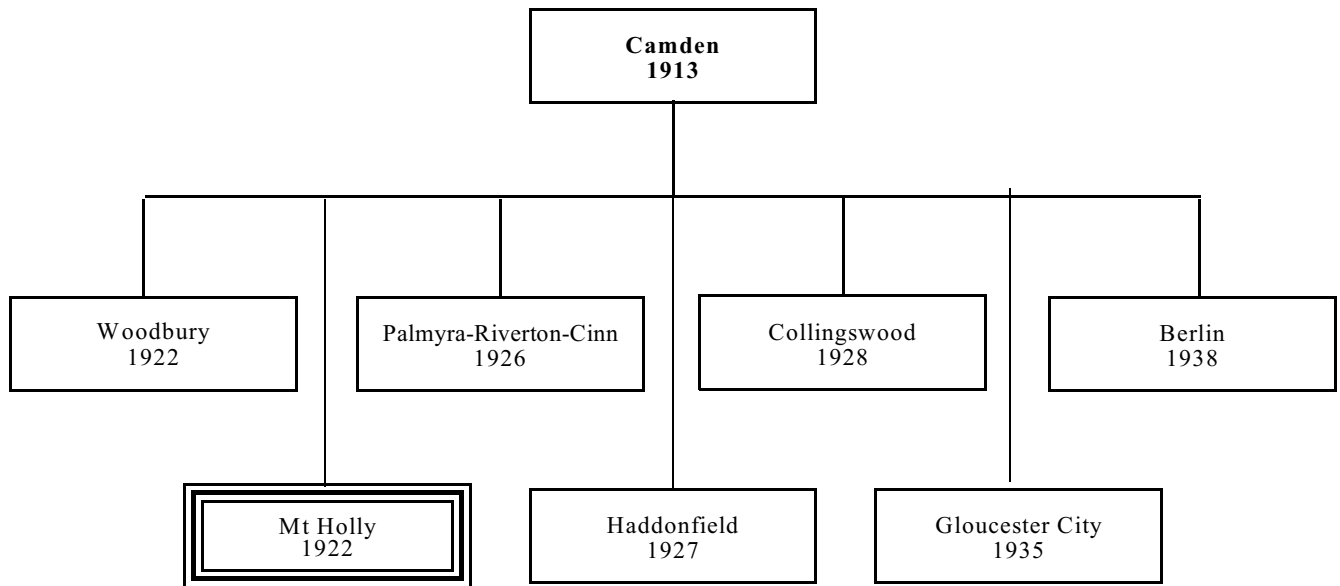 Camden
1913
Woodbury
1922
Palmyra-Riverton-Cinn
1926
Collingswood
1928
Berlin
1938
Mt Holly
1922
Haddonfield
1927
Gloucester City
1935